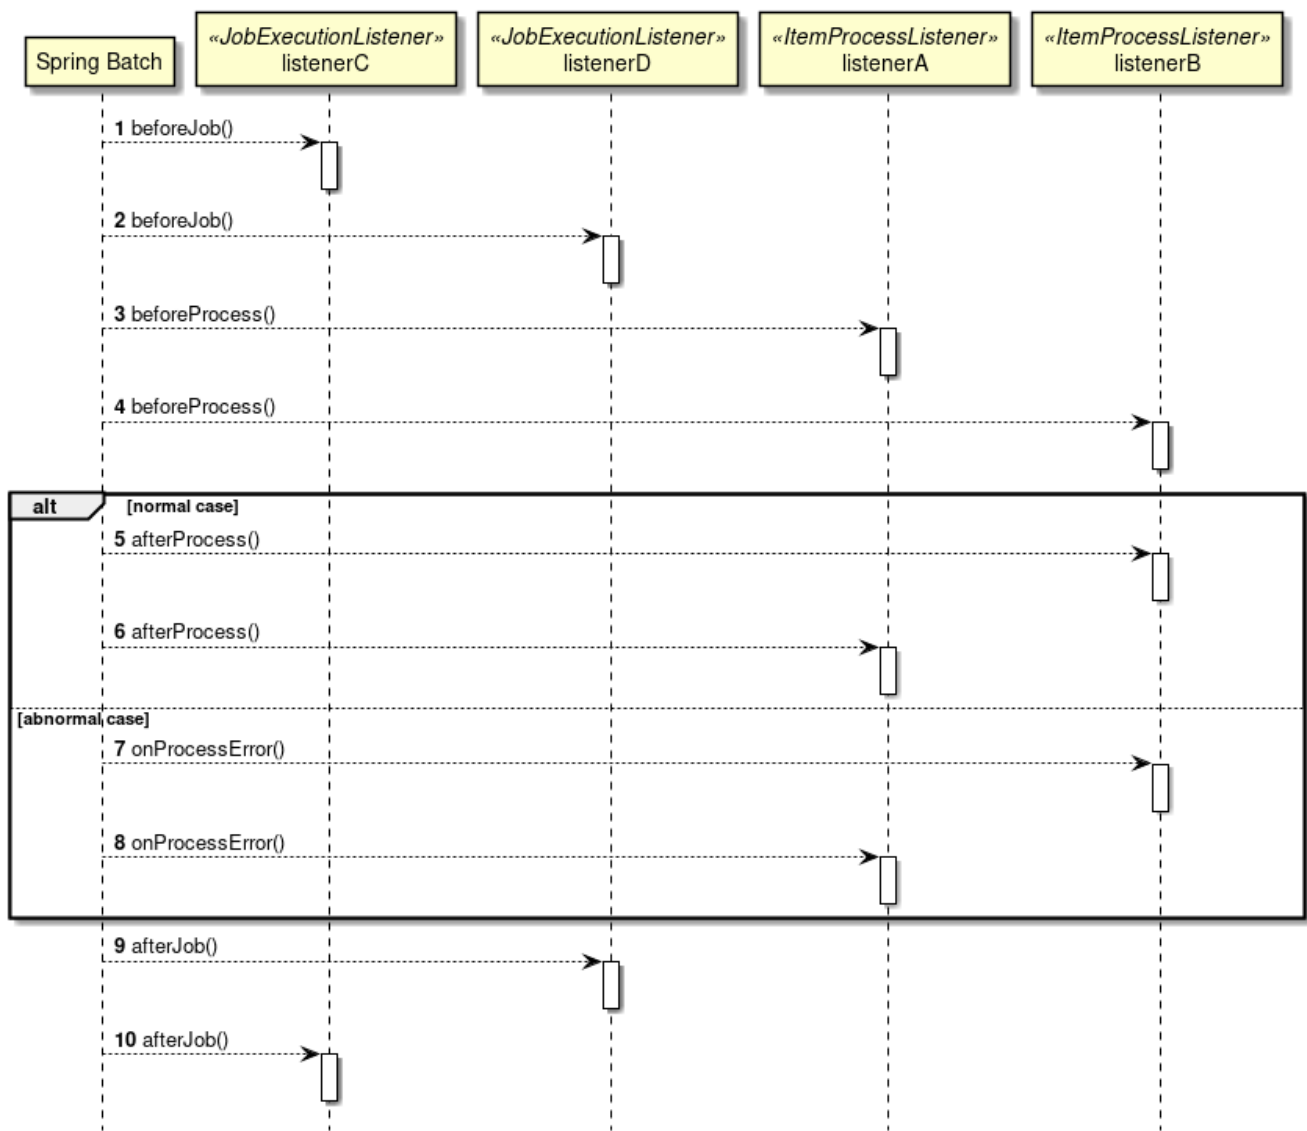 Spring Batch
«JobExecutionListener»
listenerC
«JobExecutionListener»
listenerD
«ItemProcessListener»
listenerA
«ItemProcessListener»
listenerB
1 beforeJob()
2 beforeJob()
3 beforeProcess()
4 beforeProcess()
alt [normal case]
5 afterProcess()
6 afterProcess()
[abnormal case]
7 onProcessError()
8 onProcessError()
9 afterJob()
10 afterJob()